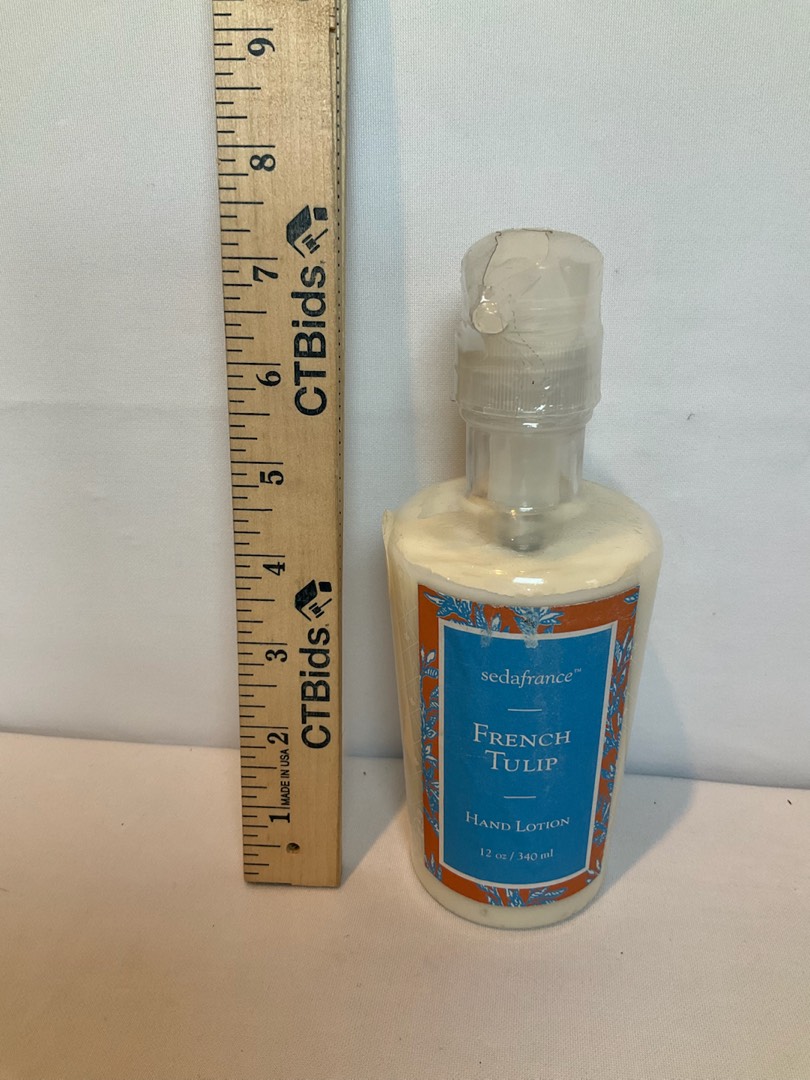 9
8
7
6
5
4
3
2
1
CTBids
CTBids
MADE IN USA
sedafrance™
FRENCH
TULIP
HAND LOTION
12 oz / 340 ml